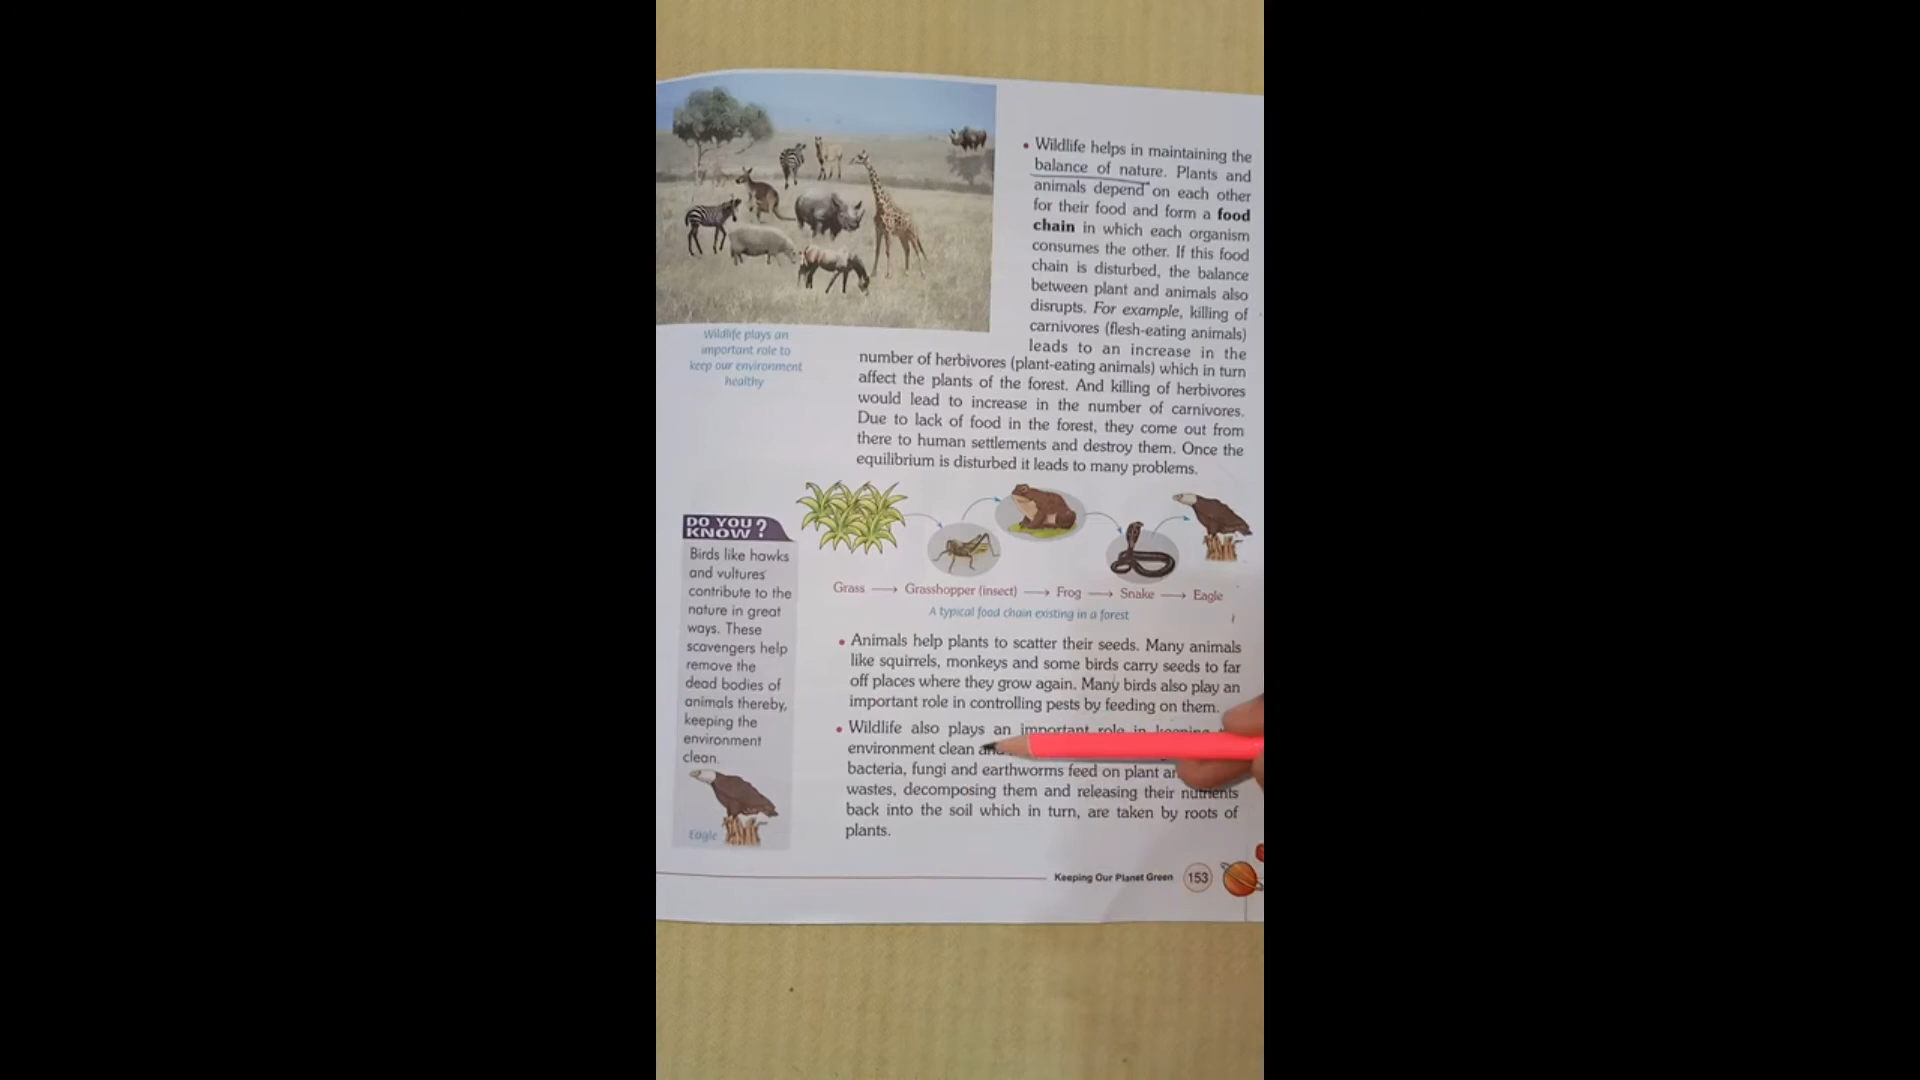 • Wildlife helps in maintaining the
balance of nature. Plants and
animals depend on each other
for their food and form a food
chain in which each organism
consumes the other. If this food
chain is disturbed, the balance
between plant and animals also
disrupts. For example, killing of
carnivores (flesh-eating animals)
leads to an increase in the
number of herbivores (plant-eating animals) which in turn
affect the plants of the forest. And killing of herbivores
would lead to increase in the number of carnivores.
Due to lack of food in the forest, they come out from
there to human settlements and destroy them. Once the
equilibrium is disturbed it leads to many problems.
Wildlife plays an
important role to
keep our environment
healthy
Grass ⟶ Grasshopper (insect) ⟶ Frog ⟶ Snake ⟶ Eagle
A typical food chain existing in a forest
DO YOU
KNOW?
Birds like hawks
and vultures
contribute to the
nature in great
ways. These
scavengers help
remove the
dead bodies of
animals thereby,
keeping the
environment
clean.
Eagle
• Animals help plants to scatter their seeds. Many animals
like squirrels, monkeys and some birds carry seeds to far
off places where they grow again. Many birds also play an
important role in controlling pests by feeding on them.
• Wildlife also plays an important role in keeping
environment clean
bacteria, fungi and earthworms feed on plant
wastes, decomposing them and releasing their nutrients
back into the soil which in turn, are taken by roots of
plants.
Keeping Our Planet Green 153